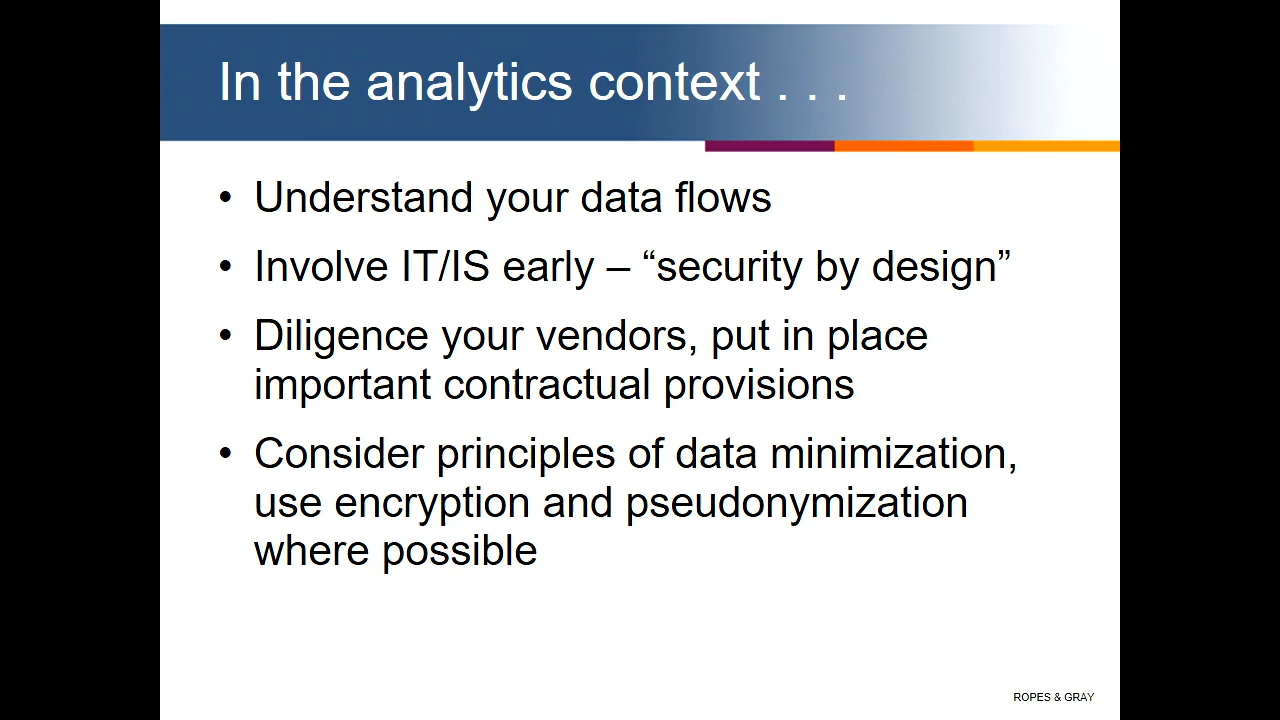 In the analytics context . . .
• Understand your data flows
• Involve IT/IS early – “security by design”
• Diligence your vendors, put in place
important contractual provisions
• Consider principles of data minimization,
use encryption and pseudonymization
where possible
ROPES & GRAY